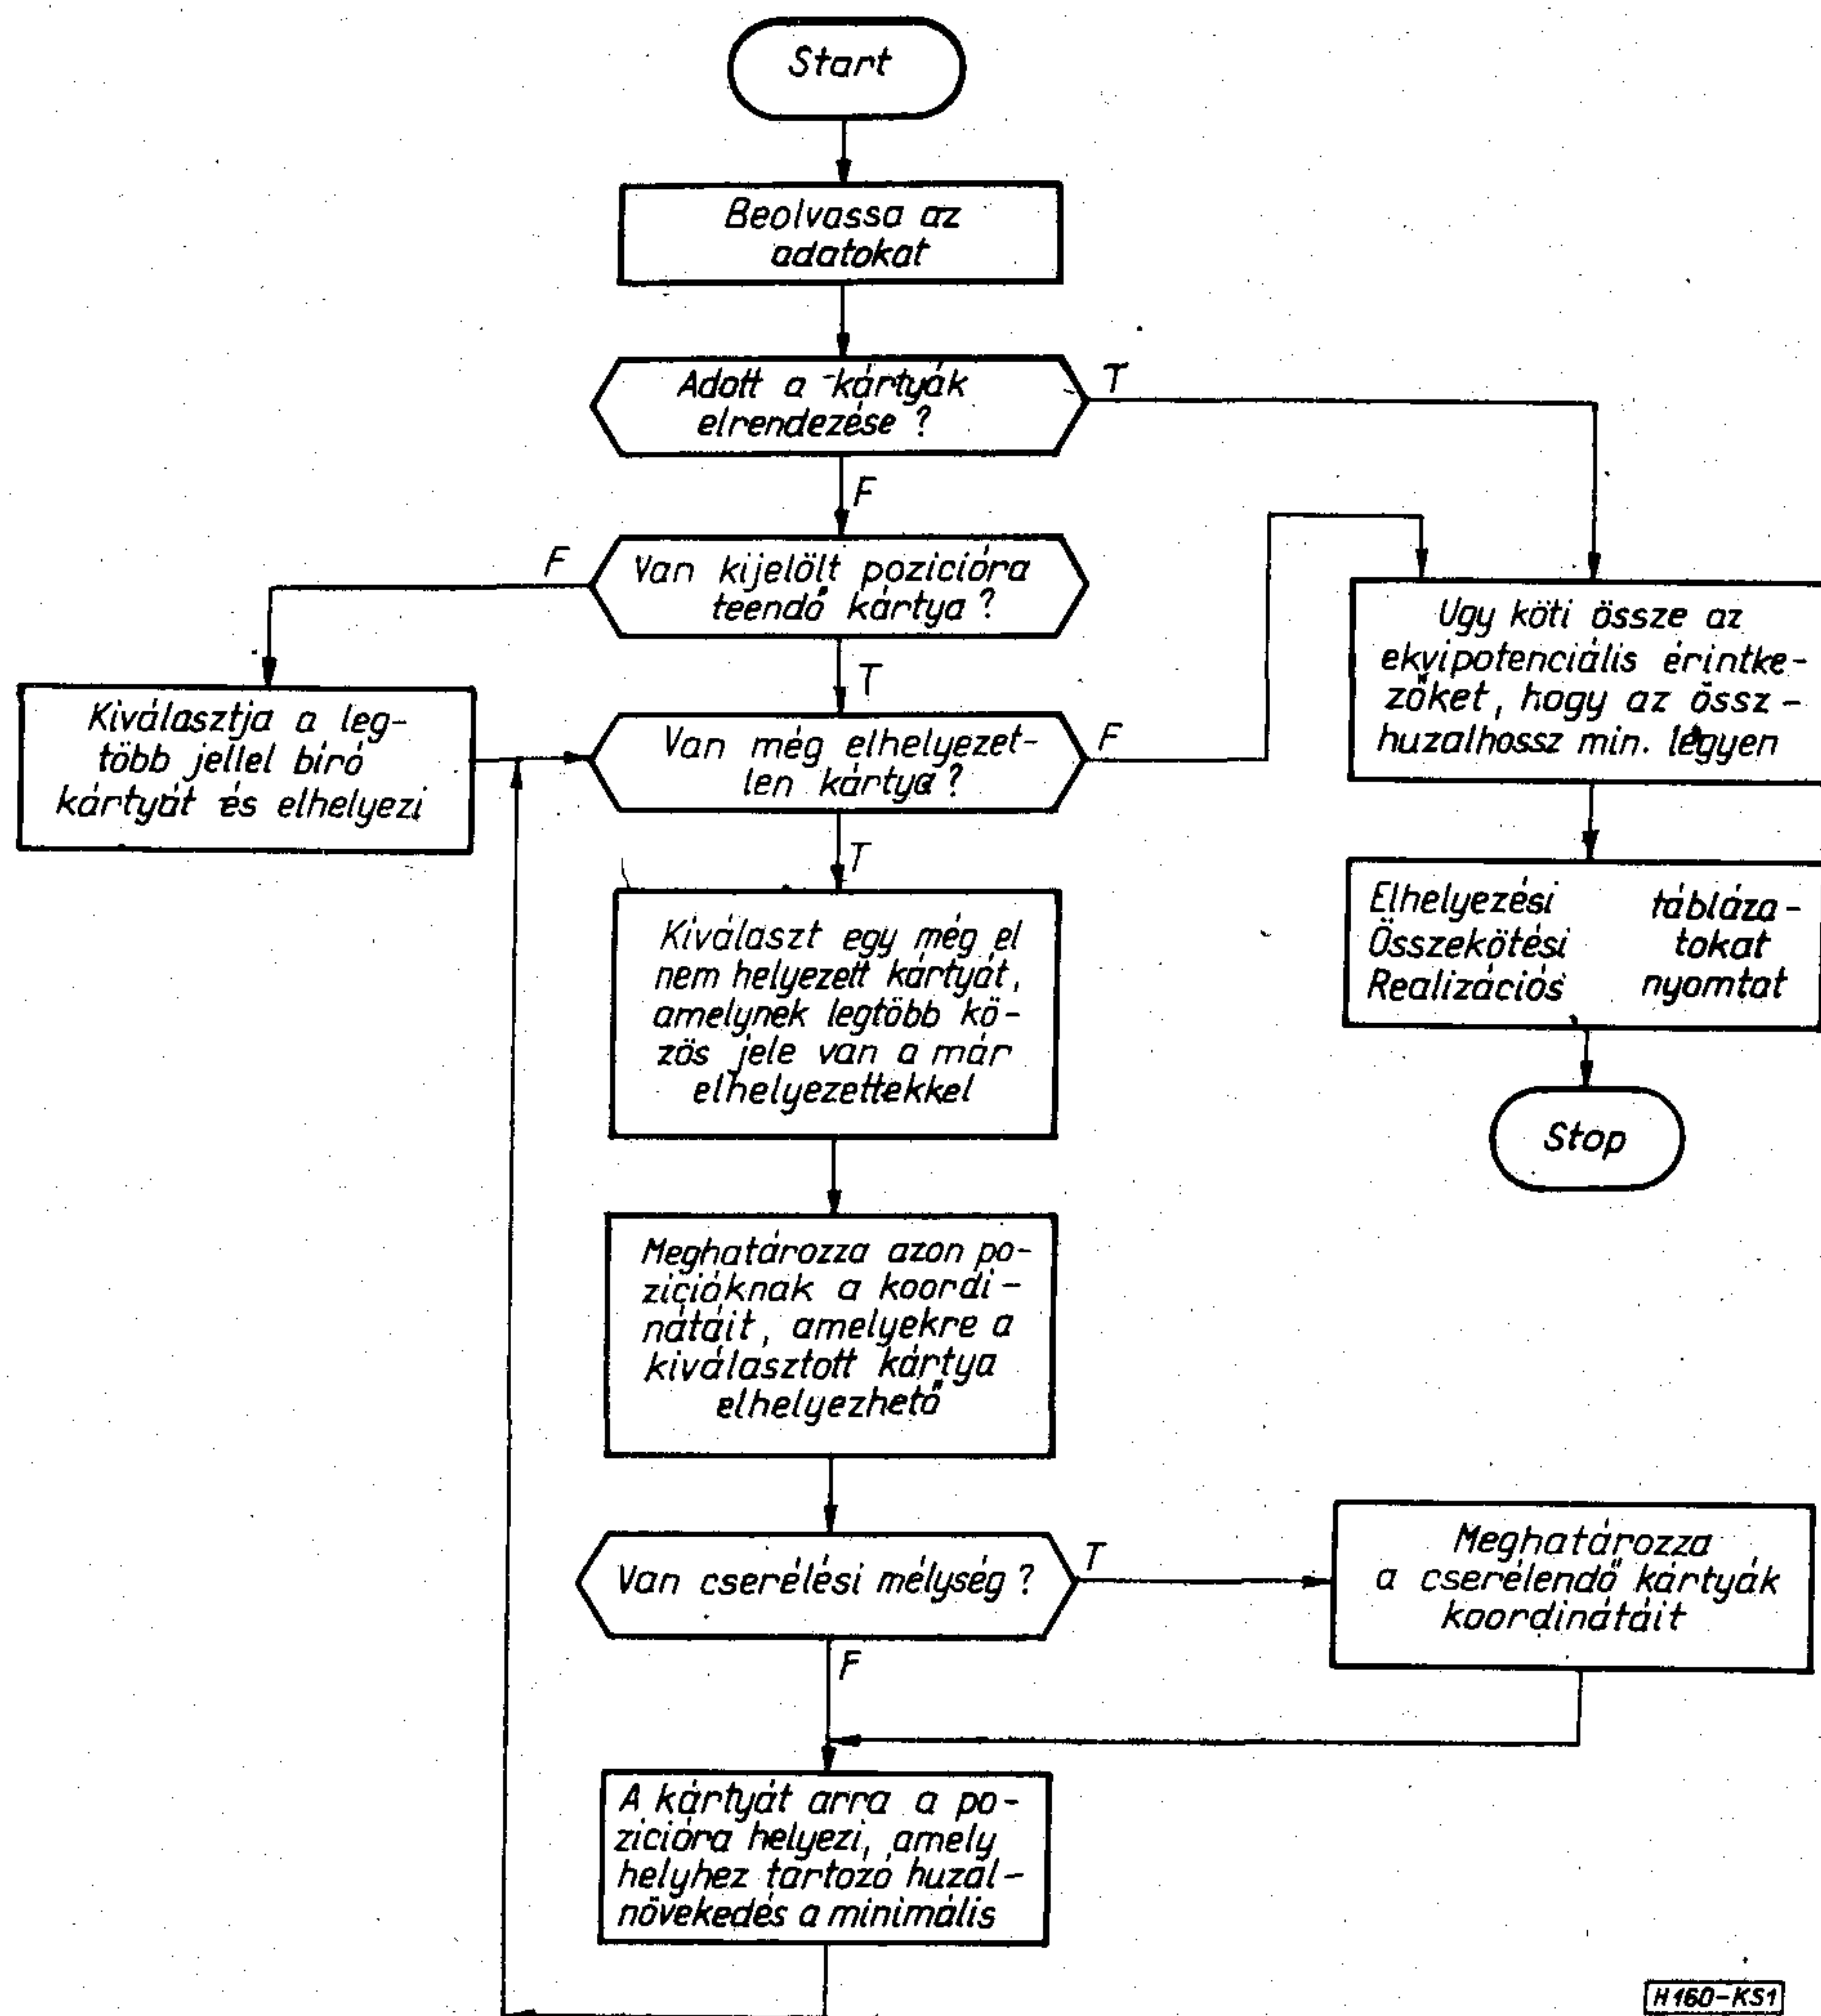 Start
Beolvassa az
adatokat
Adott a kártyák
elrendezése ?
T
F
Van kijelölt pozicióra
teendő kártya ?
F
T
Kiválasztja a leg-
több jellel bíró
kártyát és elhelyezi
Van még elhelyezet-
len kártya ?
F
T
Ugy köti össze az
ekvipotenciális érintke-
zőket, hogy az össz-
huzalhossz min. légyen
Elhelyezési tábláza-
Összekötési tokat
Realizációs nyomtat
Stop
Kiválaszt egy még el
nem helyezett kártyát,
amelynek legtöbb kö-
zös jele van a már
elhelyezettekkel
Meghatározza azon po-
zicióknak a koordi-
nátáit, amelyekre a
kiválasztott kártya
elhelyezhető
Van cserélési mélység ?
T
F
Meghatározza
a cserélendő kártyák
koordinátáit
A kártyát arra a po-
zicióra helyezi, amely
helyhez tartozó huzal-
növekedés a minimális
H160-KS1